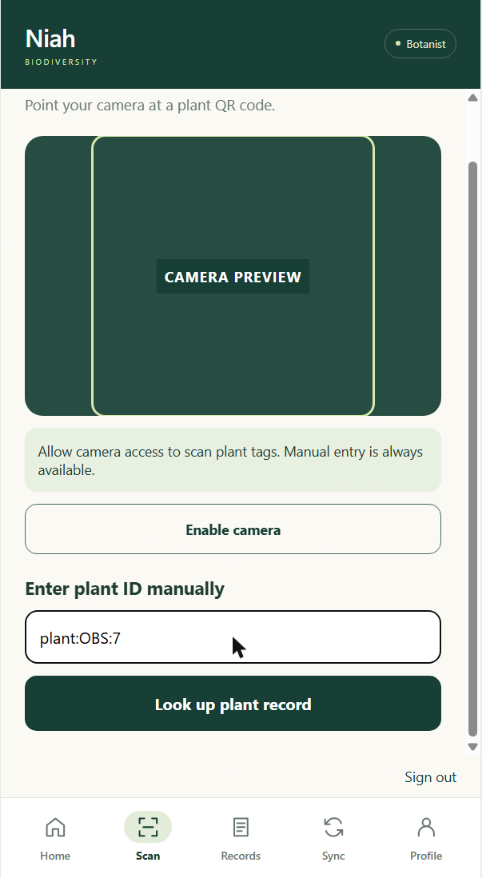 Niah
BIODIVERSITY
Botanist
Point your camera at a plant QR code.
CAMERA PREVIEW
Allow camera access to scan plant tags. Manual entry is always
available.
Enable camera
Enter plant ID manually
plant:OBS:7
Look up plant record
Sign out
Home
Scan
Records
Sync
Profile